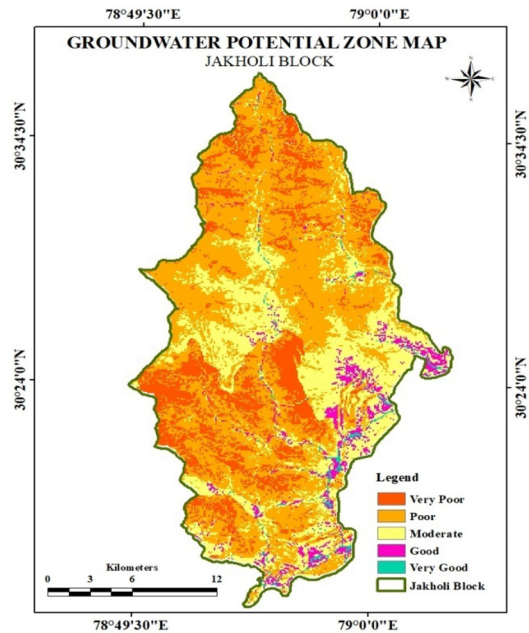 78°49'30"E 79°0'0"E
GROUNDWATER POTENTIAL ZONE MAP
JAKHOLI BLOCK
N
W E
S
30°34'30"N 30°34'30"N
30°24'0"N 30°24'0"N
Legend
Very Poor
Poor
Moderate
Good
Very Good
Jakholi Block
Kilometers
0 3 6 12
78°49'30"E 79°0'0"E